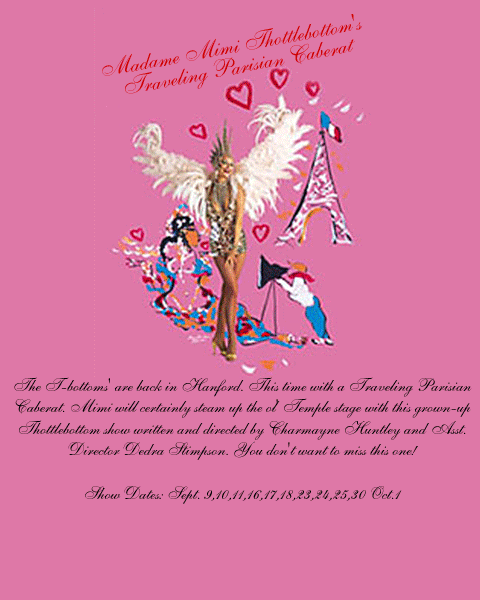 Madame Mimi Thottlebottom's
Traveling Parisian Caberat
The T-bottoms' are back in Hanford. This time with a Traveling Parisian
Caberat. Mimi will certainly steam up the ol' Temple stage with this grown-up
Thottlebottom show written and directed by Charmayne Huntley and Asst.
Director Dedra Stimpson. You don't want to miss this one!
Show Dates: Sept. 9,10,11,16,17,18,23,24,25,30 Oct.1